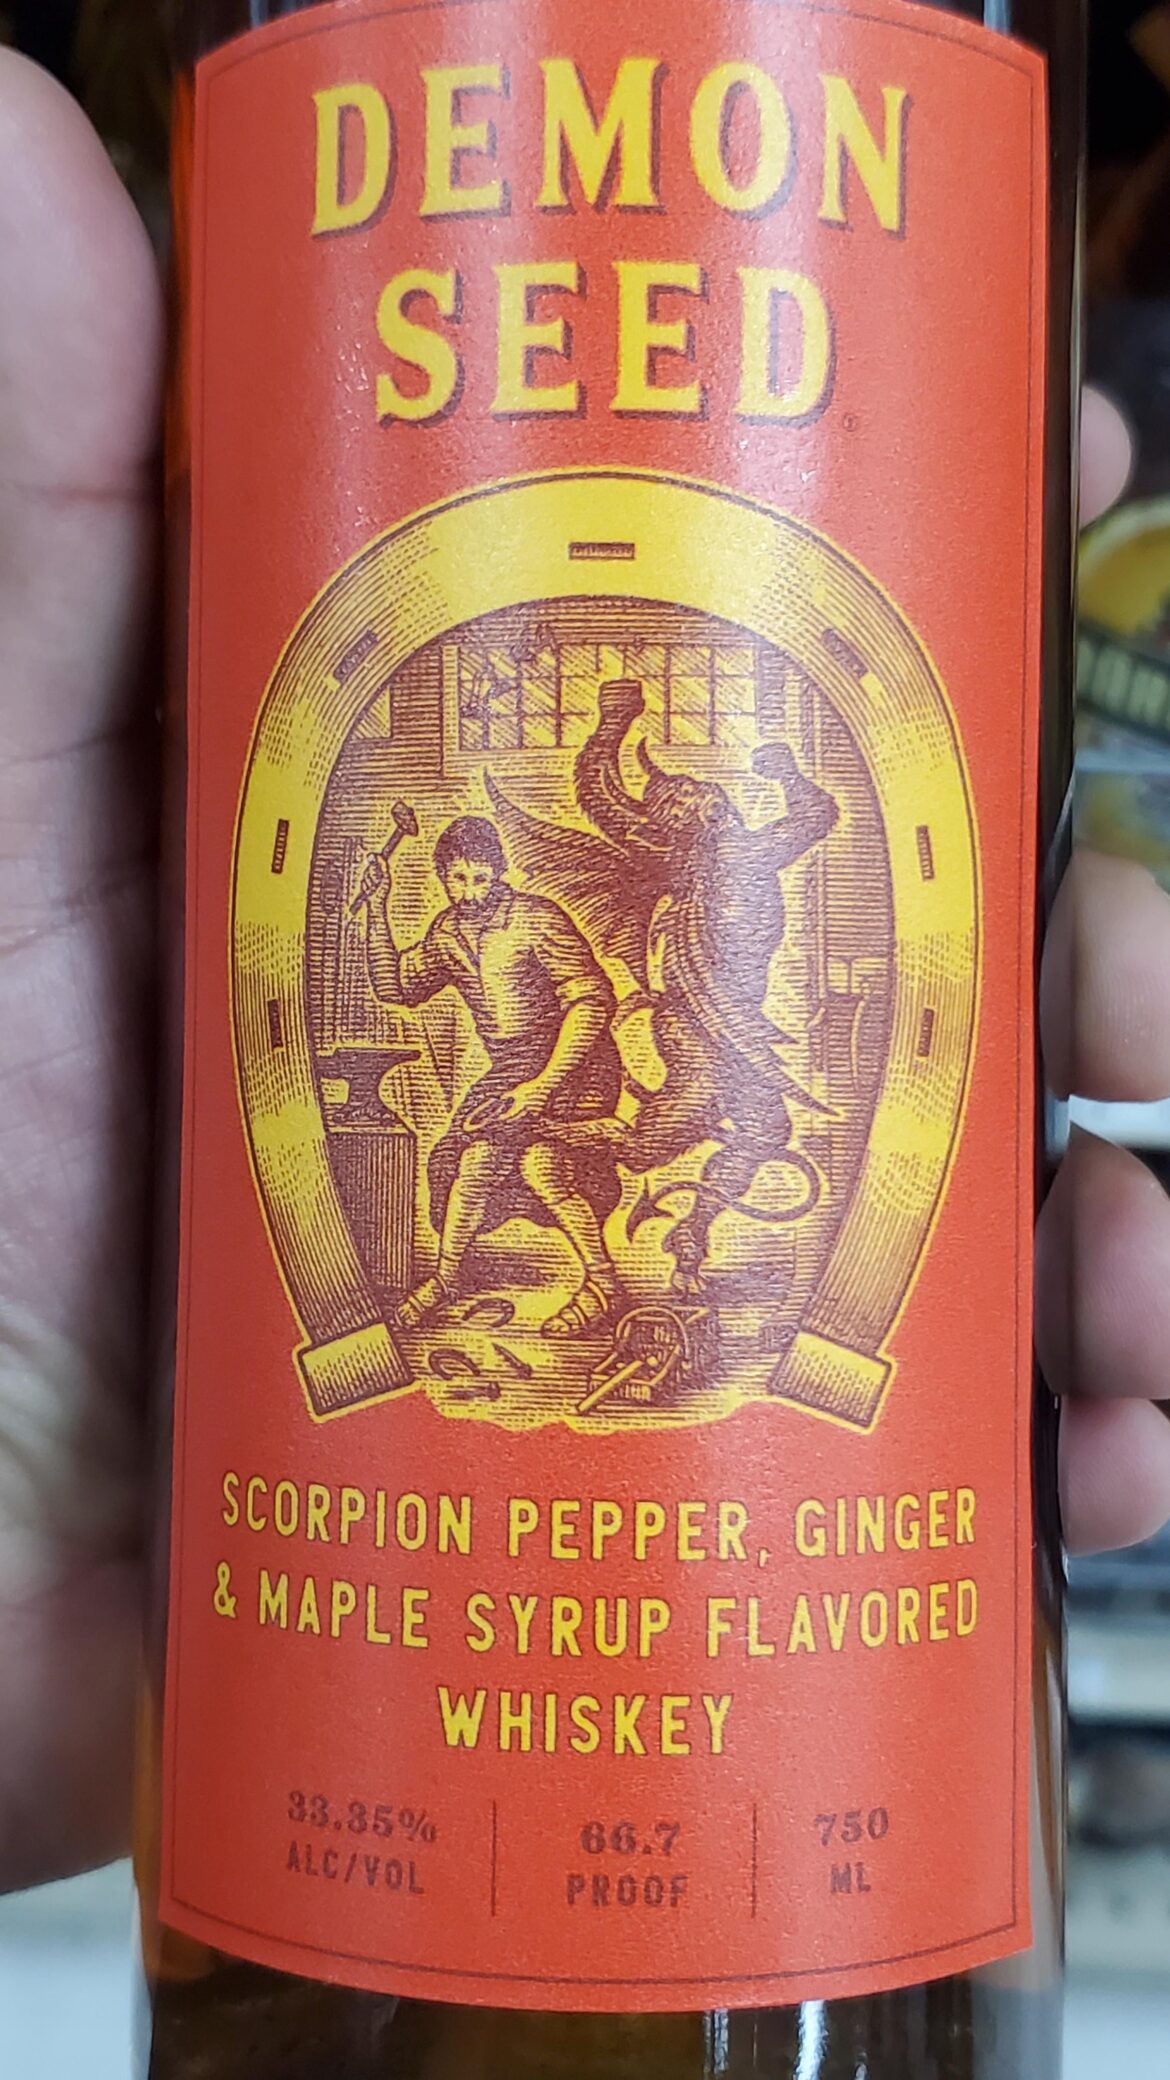 DEMON
SEED
SCORPION PEPPER, GINGER
& MAPLE SYRUP FLAVORED
WHISKEY
33.35% 66.7 750
ALC/VOL PROOF ML